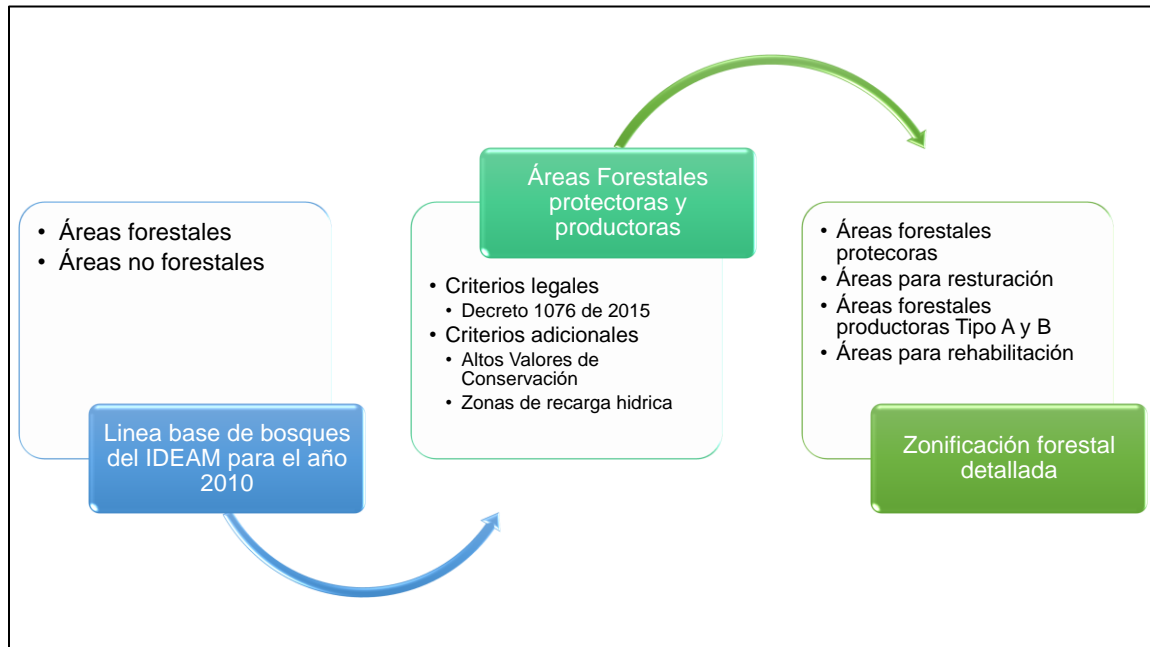 • Áreas forestales
• Áreas no forestales
Linea base de bosques
del IDEAM para el año
2010
Áreas Forestales
protectoras y
productoras
• Criterios legales
• Decreto 1076 de 2015
• Criterios adicionales
• Altos Valores de
Conservación
• Zonas de recarga hidrica
• Áreas forestales
protecoras
• Áreas para resturación
• Áreas forestales
productoras Tipo A y B
• Áreas para rehabilitación
Zonificación forestal
detallada